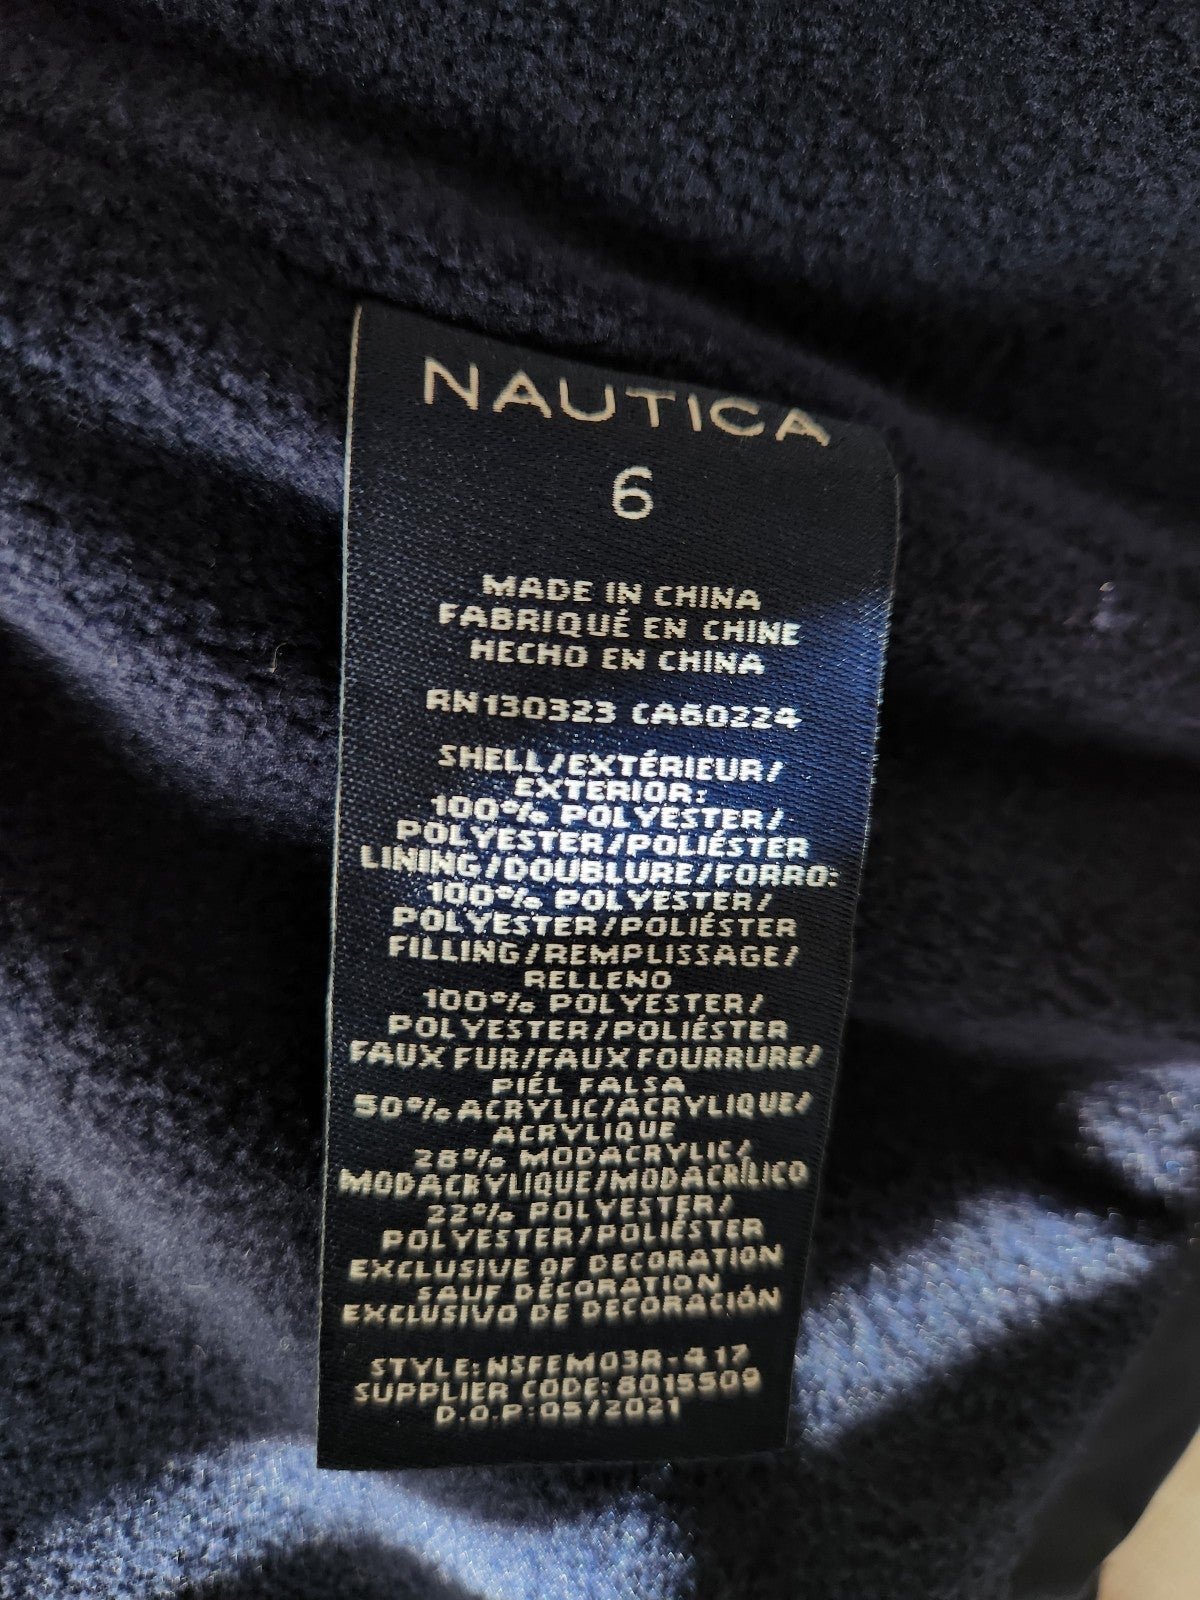 NAUTICA
6
MADE IN CHINA
FABRIQUÉ EN CHINE
HECHO EN CHINA
RN130323 CA60224
SHELL/EXTÉRIEUR/
EXTERIOR:
100% POLYESTER/
POLYESTER/POLIÉSTER
LINING/DOUBLURE/FORRO:
100% POLYESTER/
POLYESTER/POLIÉSTER
FILLING/REMPLISSAGE/
RELLENO
100% POLYESTER/
POLYESTER/POLIÉSTER
FAUX FUR/FAUX FOURRURE/
PIÉL FALSA
50% ACRYLIC/ACRYLIQUE/
ACRYLIQUE
28% MODACRYLIC/
MODACRYLIQUE/MODACRÍLICO
22% POLYESTER/
POLYESTER/POLIÉSTER
EXCLUSIVE OF DECORATION
SAUF DÉCORATION
EXCLUSIVO DE DECORACIÓN
STYLE: NSFEM03R-417
SUPPLIER CODE: 8015509
D.O.P: 05/2021